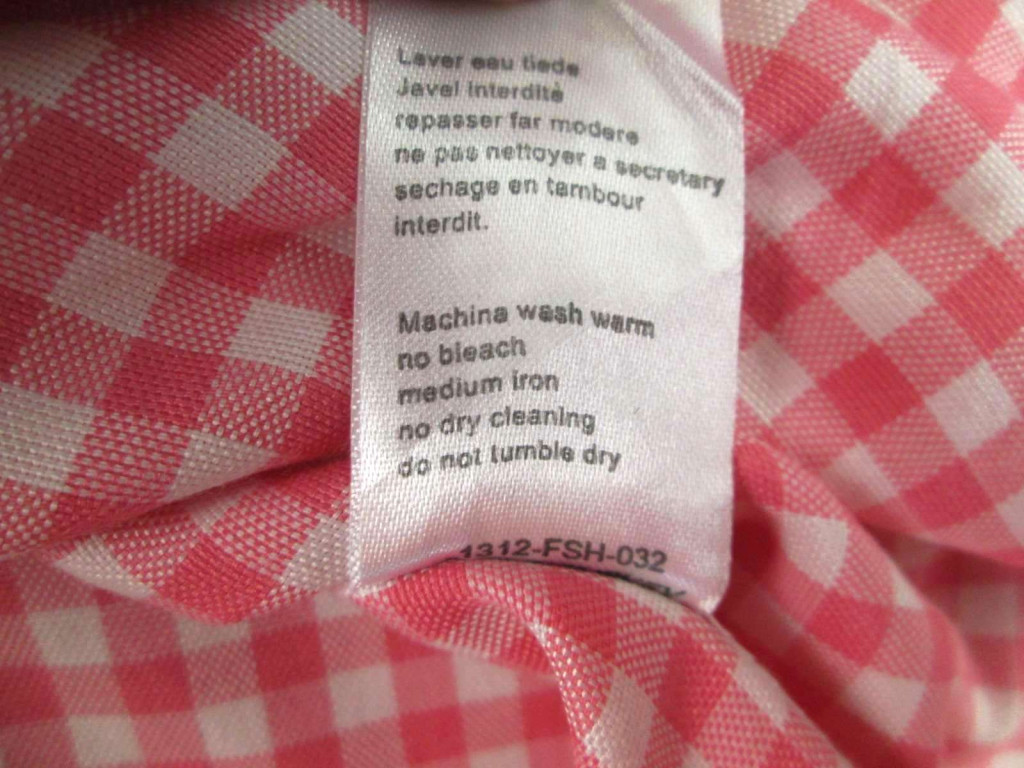 Laver eau tiede
Javel interdite
repasser far modere
ne pas nettoyer a secretary
sechage en tambour
interdit.
Machina wash warm
no bleach
medium iron
no dry cleaning
do not tumble dry
1312-FSH-032